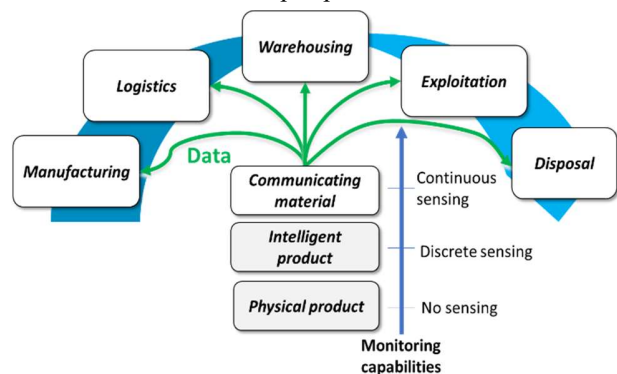 Warehousing
Logistics
Exploitation
Manufacturing
Data
Disposal
Communicating
material
Continuous
sensing
Intelligent
product
Discrete sensing
Physical product
No sensing
Monitoring
capabilities